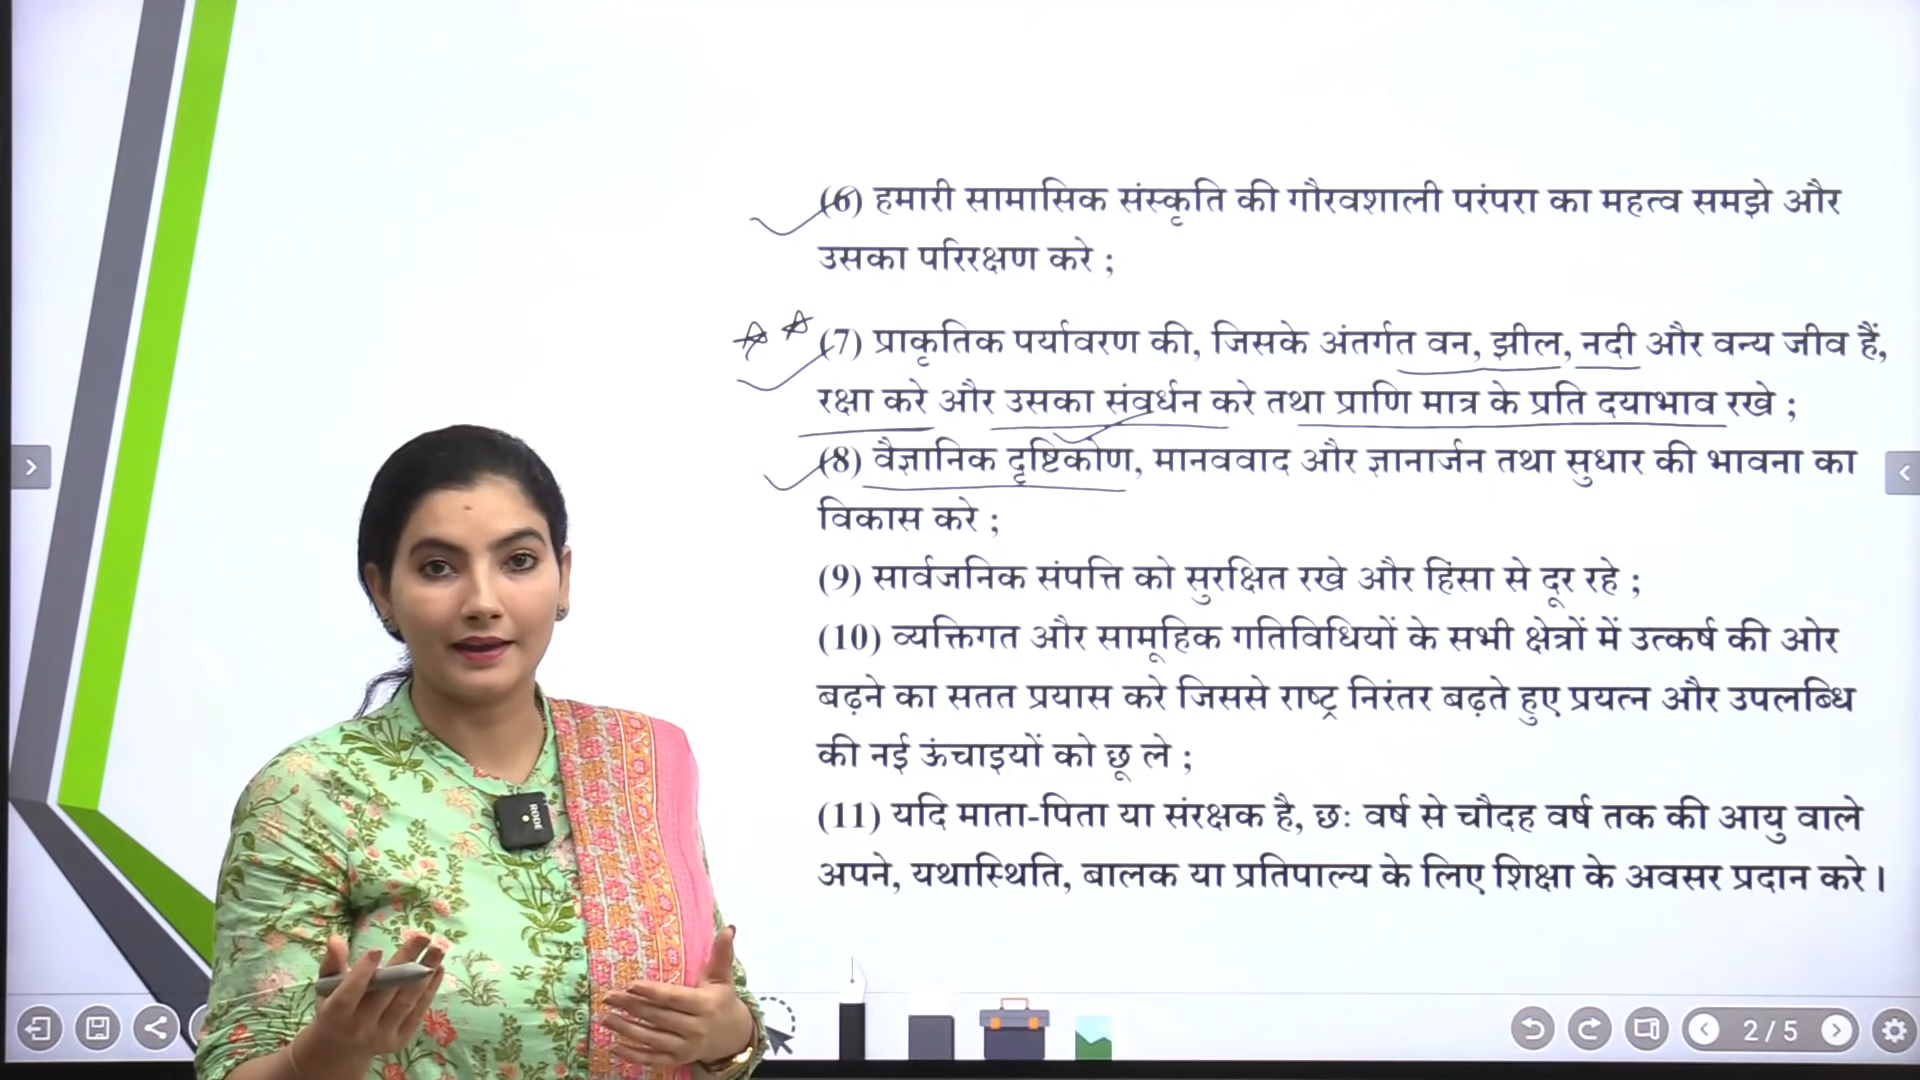 (6) हमारी सामासिक संस्कृति की गौरवशाली परंपरा का महत्व समझे और
उसका परिरक्षण करे ;
(7) प्राकृतिक पर्यावरण की, जिसके अंतर्गत वन, झील, नदी और वन्य जीव हैं,
रक्षा करे और उसका संवर्धन करे तथा प्राणि मात्र के प्रति दयाभाव रखे ;
(8) वैज्ञानिक दृष्टिकोण, मानववाद और ज्ञानार्जन तथा सुधार की भावना का
विकास करे ;
(9) सार्वजनिक संपत्ति को सुरक्षित रखे और हिंसा से दूर रहे ;
(10) व्यक्तिगत और सामूहिक गतिविधियों के सभी क्षेत्रों में उत्कर्ष की ओर
बढ़ने का सतत प्रयास करे जिससे राष्ट्र निरंतर बढ़ते हुए प्रयत्न और उपलब्धि
की नई ऊंचाइयों को छू ले ;
(11) यदि माता-पिता या संरक्षक है, छः वर्ष से चौदह वर्ष तक की आयु वाले
अपने, यथास्थिति, बालक या प्रतिपाल्य के लिए शिक्षा के अवसर प्रदान करे ।
RODE
2 / 5